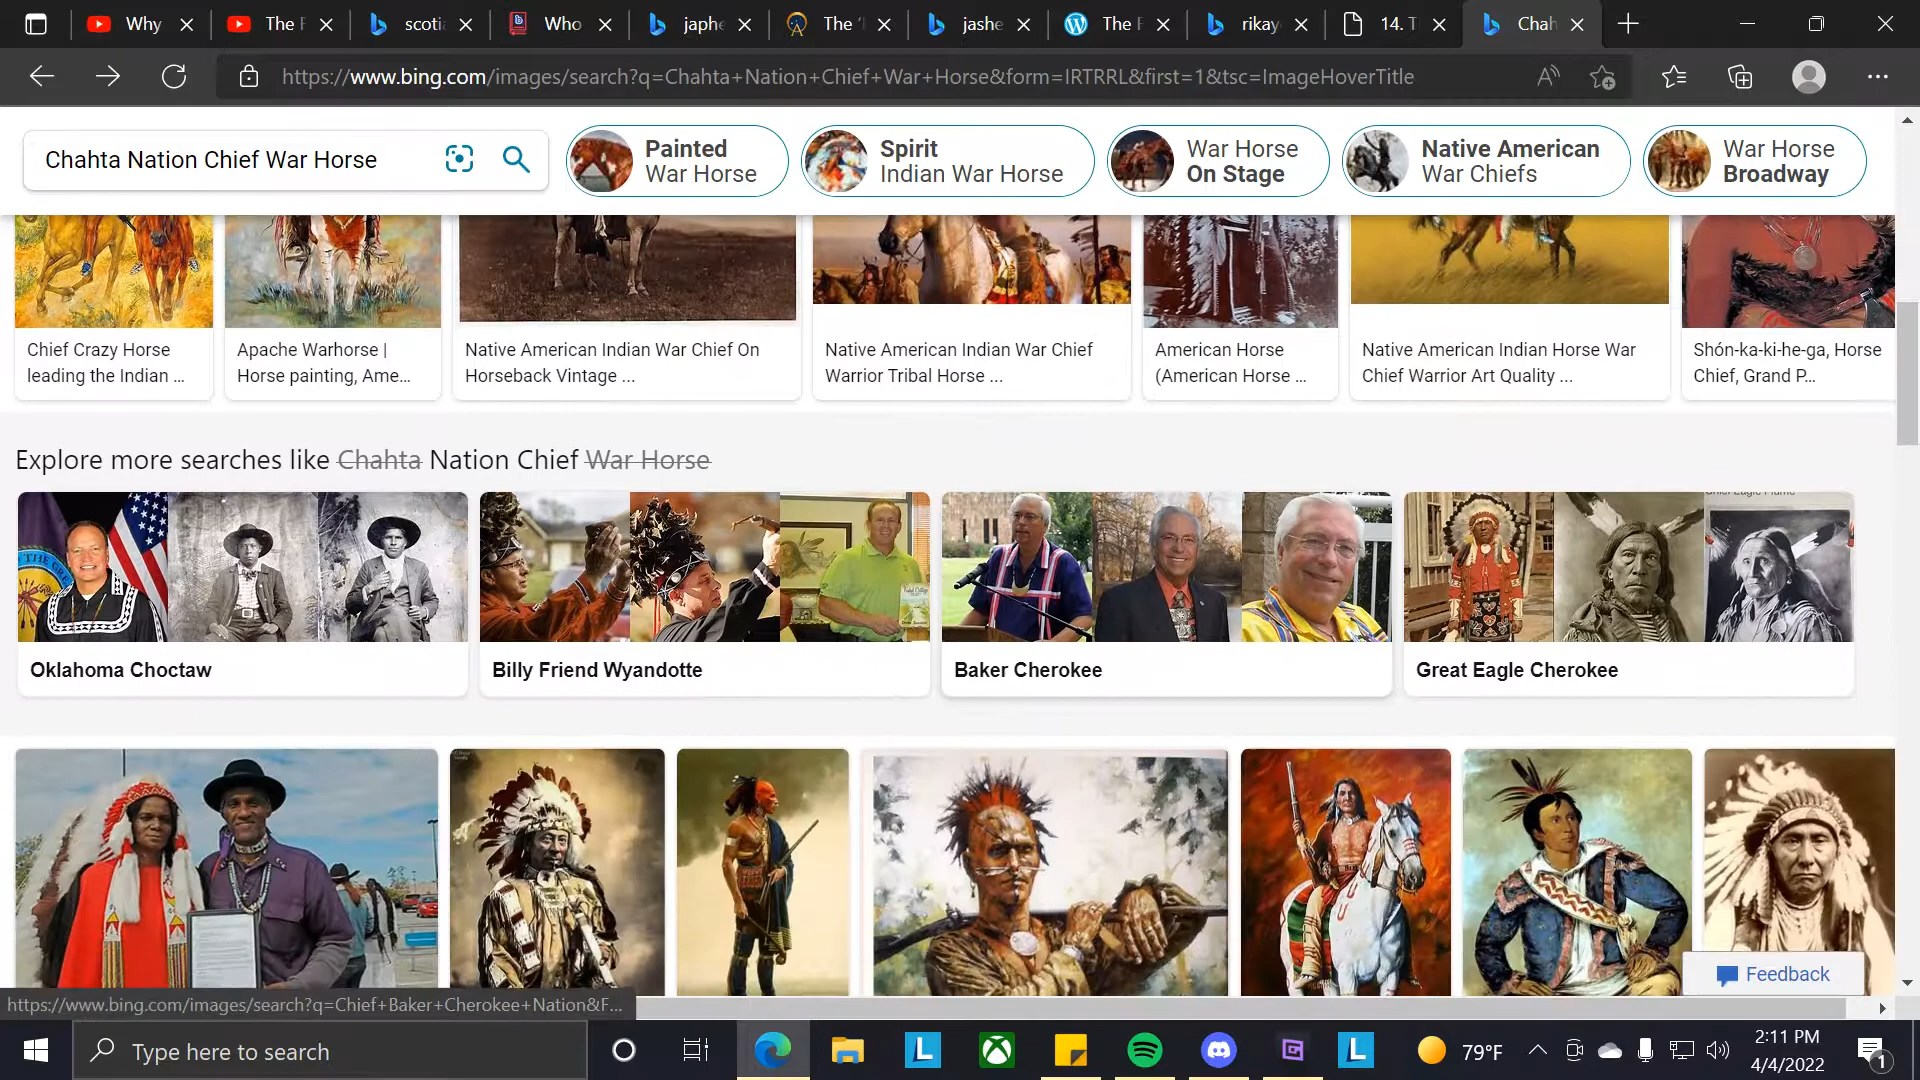 Why
The F
scoti
Who
japhe
The '
jashe
The F
rikay
14. T
Chah
https://www.bing.com/images/search?q=Chahta+Nation+Chief+War+Horse&form=IRTRRL&first=1&tsc=ImageHoverTitle
Chahta Nation Chief War Horse
Painted
War Horse
Spirit
Indian War Horse
War Horse
On Stage
Native American
War Chiefs
War Horse
Broadway
Chief Crazy Horse
leading the Indian ...
Apache Warhorse |
Horse painting, Ame...
Native American Indian War Chief On
Horseback Vintage ...
Native American Indian War Chief
Warrior Tribal Horse ...
American Horse
(American Horse ...
Native American Indian Horse War
Chief Warrior Art Quality ...
Shón-ka-ki-he-ga, Horse
Chief, Grand P...
Explore more searches like Chahta Nation Chief War Horse
Oklahoma Choctaw
Billy Friend Wyandotte
Baker Cherokee
Great Eagle Cherokee
Feedback
https://www.bing.com/images/search?q=Chief+Baker+Cherokee+Nation&F...
Type here to search
79°F
2:11 PM
4/4/2022
1